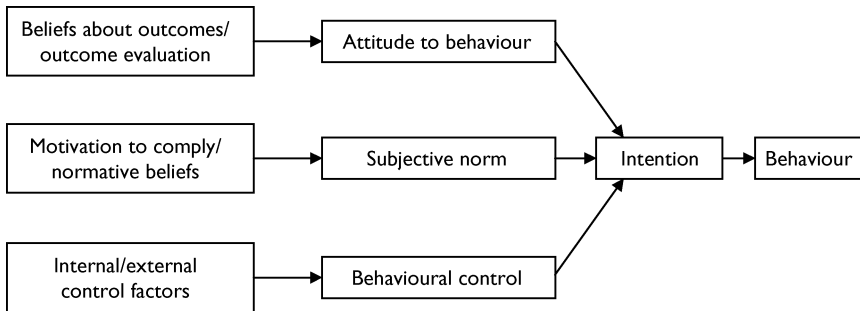 Beliefs about outcomes/
outcome evaluation
Attitude to behaviour
Motivation to comply/
normative beliefs
Subjective norm
Intention
Behaviour
Internal/external
control factors
Behavioural control